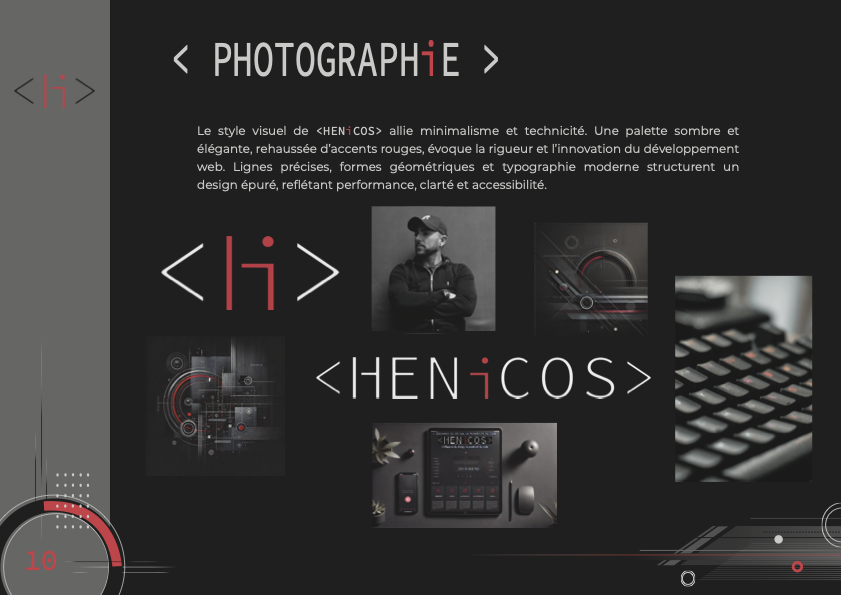 < PHOTOGRAPHiE >
<hi>
Le style visuel de <HENiCOS> allie minimalisme et technicité. Une palette sombre et
élégante, rehaussée d'accents rouges, évoque la rigueur et l'innovation du développement
web. Lignes précises, formes géométriques et typographie moderne structurent un
design épuré, reflétant performance, clarté et accessibilité.
<hi>
<HENiCOS>
<HENiCOS>
10